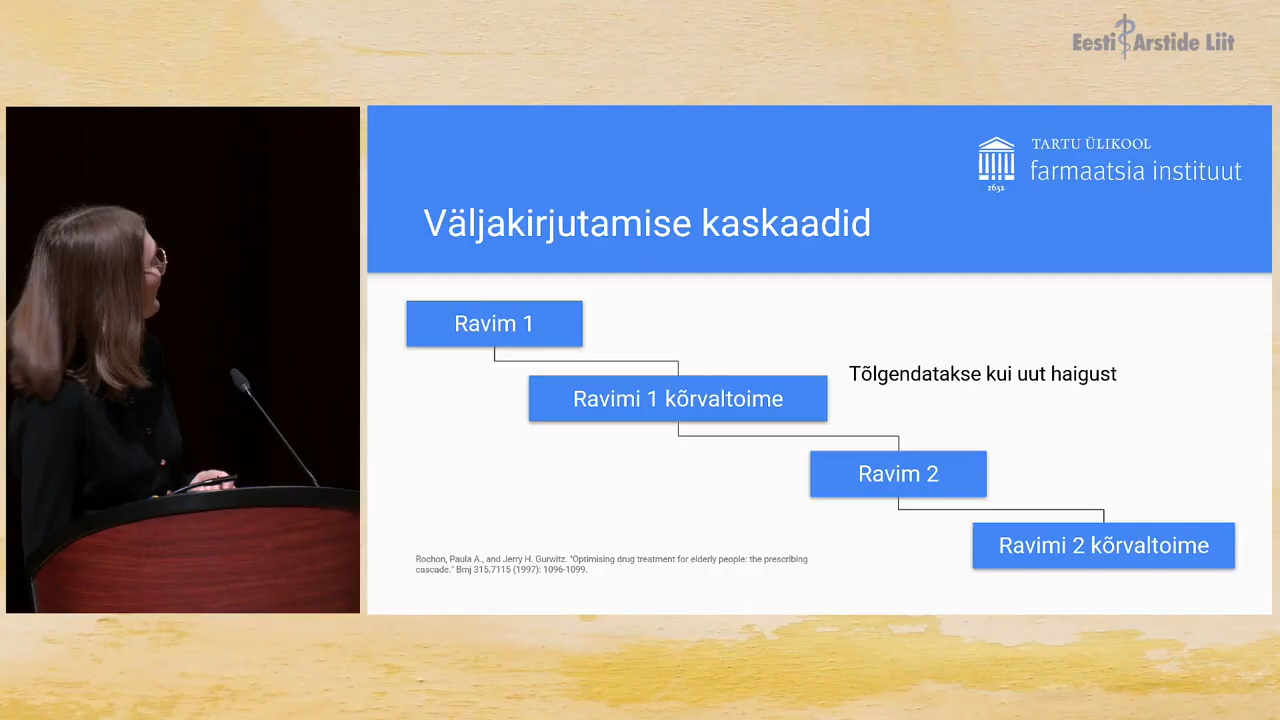 Eesti Arstide Liit
TARTU ÜLIKOOL
farmaatsia instituut
1632
Väljakirjutamise kaskaadid
Ravim 1
Tõlgendatakse kui uut haigust
Ravimi 1 kõrvaltoime
Ravim 2
Ravimi 2 kõrvaltoime
Rochon, Paula A., and Jerry H. Gurwitz. "Optimising drug treatment for elderly people: the prescribing
cascade." Bmj 315.7115 (1997): 1096-1099.